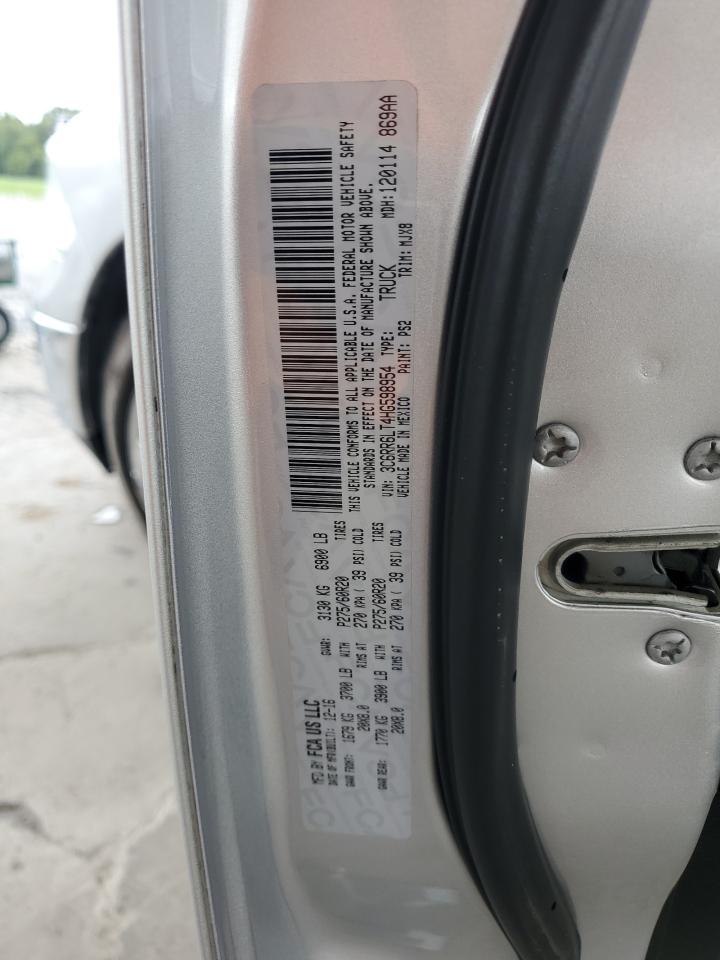 MFD BY FCA US LLC
DATE OF MFR(BUILT): 12-16 GVWR: 3130 KG 6900 LB
GAWR FRONT: 1679 KG 3700 LB WITH P275/60R20 TIRES
20X8.0 RIMS AT 270 KPA ( 39 PSI) COLD
GAWR REAR: 1770 KG 3900 LB WITH P275/60R20 TIRES
20X8.0 RIMS AT 270 KPA ( 39 PSI) COLD
THIS VEHICLE CONFORMS TO ALL APPLICABLE U.S.A. FEDERAL MOTOR VEHICLE SAFETY
STANDARDS IN EFFECT ON THE DATE OF MANUFACTURE SHOWN ABOVE.
VIN: 3C6RR6LT4HG598954 TYPE: TRUCK MDH: 120114 869AA
VEHICLE MADE IN MEXICO PAINT: PS2 TRIM: MJX8